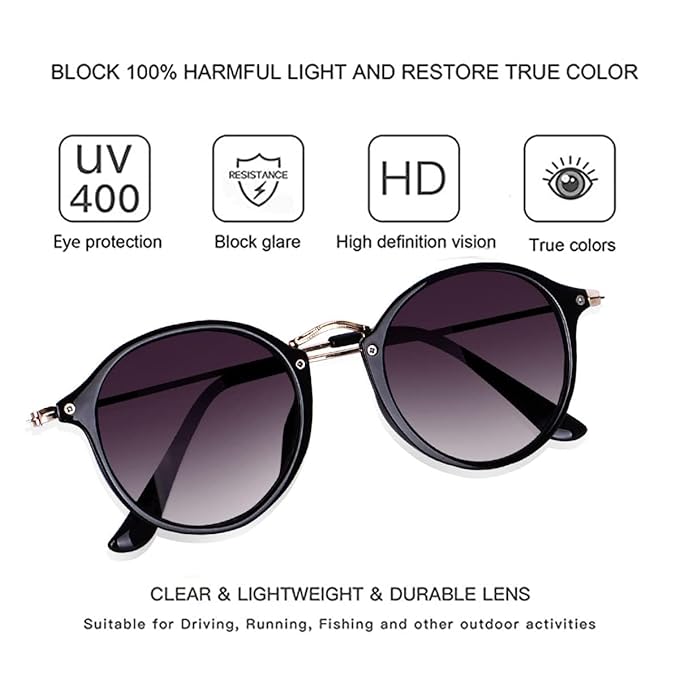 BLOCK 100% HARMFUL LIGHT AND RESTORE TRUE COLOR
UV
400
Eye protection
RESISTANCE
Block glare
HD
High definition vision
True colors
CLEAR & LIGHTWEIGHT & DURABLE LENS
Suitable for Driving, Running, Fishing and other outdoor activities